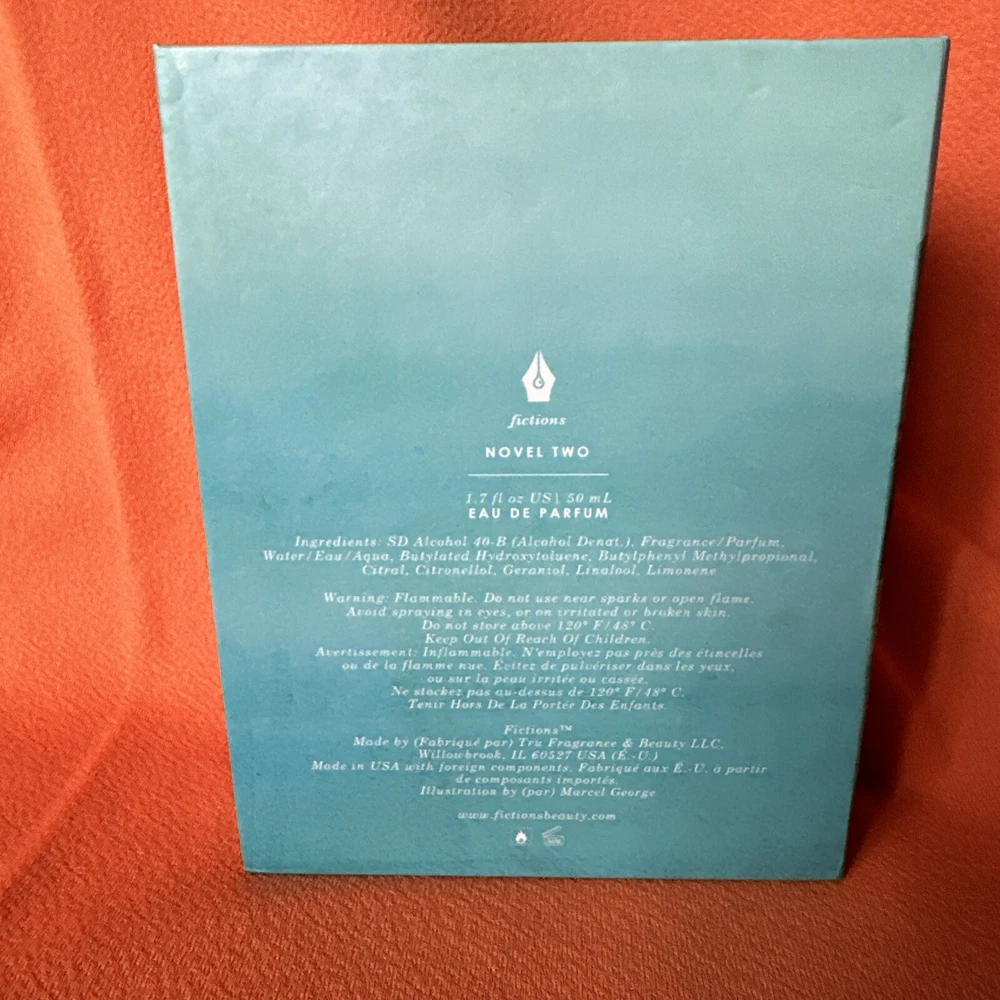 fictions
NOVEL TWO
1.7 fl oz US | 50 mL
EAU DE PARFUM
Ingredients: SD Alcohol 40-B (Alcohol Denat.), Fragrance/Parfum,
Water/Eau/Aqua, Butylated Hydroxytoluene, Butylphenyl Methylpropional,
Citral, Citronellol, Geraniol, Linalool, Limonene
Warning: Flammable. Do not use near sparks or open flame.
Avoid spraying in eyes, or on irritated or broken skin.
Do not store above 120° F/48° C.
Keep Out Of Reach Of Children.
Avertissement: Inflammable. N'employez pas près des étincelles
ou de la flamme nue. Évitez de pulvériser dans les yeux,
ou sur la peau irritée ou cassée.
Ne stockez pas au-dessus de 120° F/48° C.
Tenir Hors De La Portée Des Enfants.
Fictions™
Made by (Fabriqué par) Tru Fragrance & Beauty LLC,
Willowbrook, IL 60527 USA (É.-U.)
Made in USA with foreign components. Fabriqué aux É.-U. à partir
de composants importés.
Illustration by (par) Marcel George
www.fictionsbeauty.com